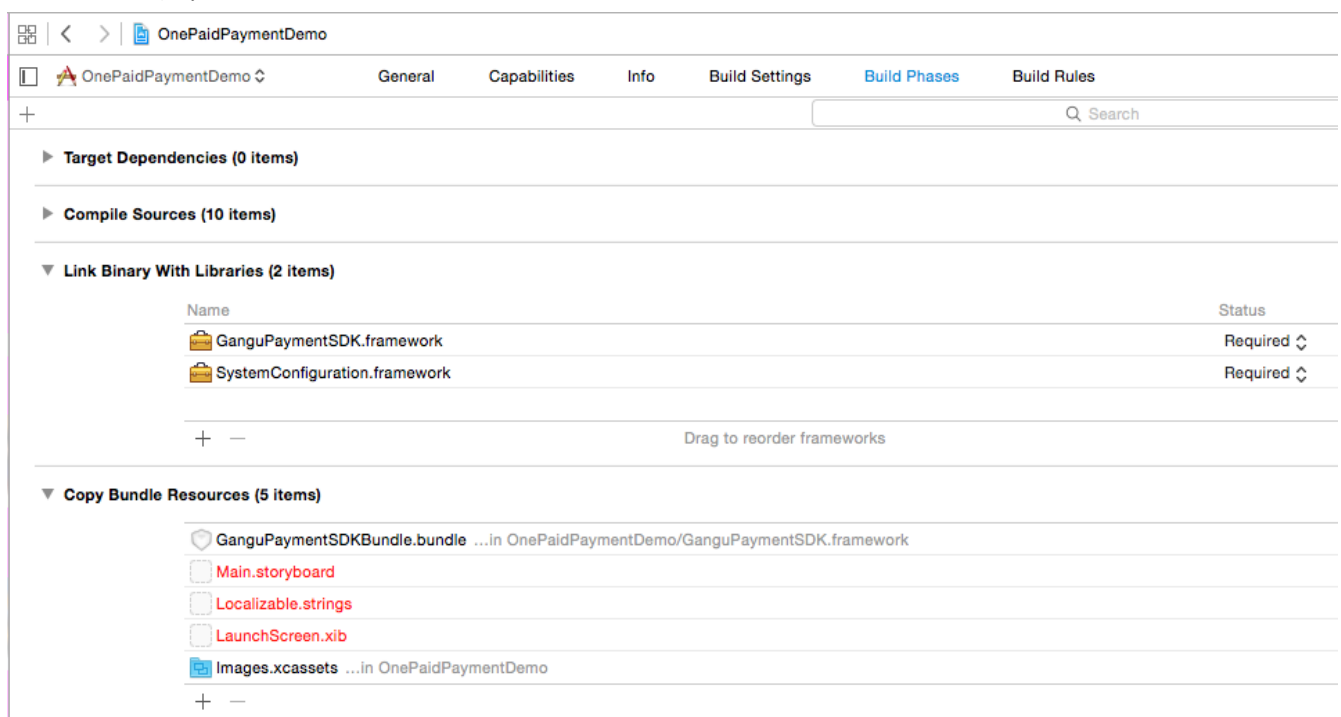 OnePaidPaymentDemo
OnePaidPaymentDemo General Capabilities Info Build Settings Build Phases Build Rules
Search
Target Dependencies (0 items)
Compile Sources (10 items)
Link Binary With Libraries (2 items)
Name Status
GanguPaymentSDK.framework Required
SystemConfiguration.framework Required
Drag to reorder frameworks
Copy Bundle Resources (5 items)
GanguPaymentSDKBundle.bundle ...in OnePaidPaymentDemo/GanguPaymentSDK.framework
Main.storyboard
Localizable.strings
LaunchScreen.xib
Images.xcassets ...in OnePaidPaymentDemo